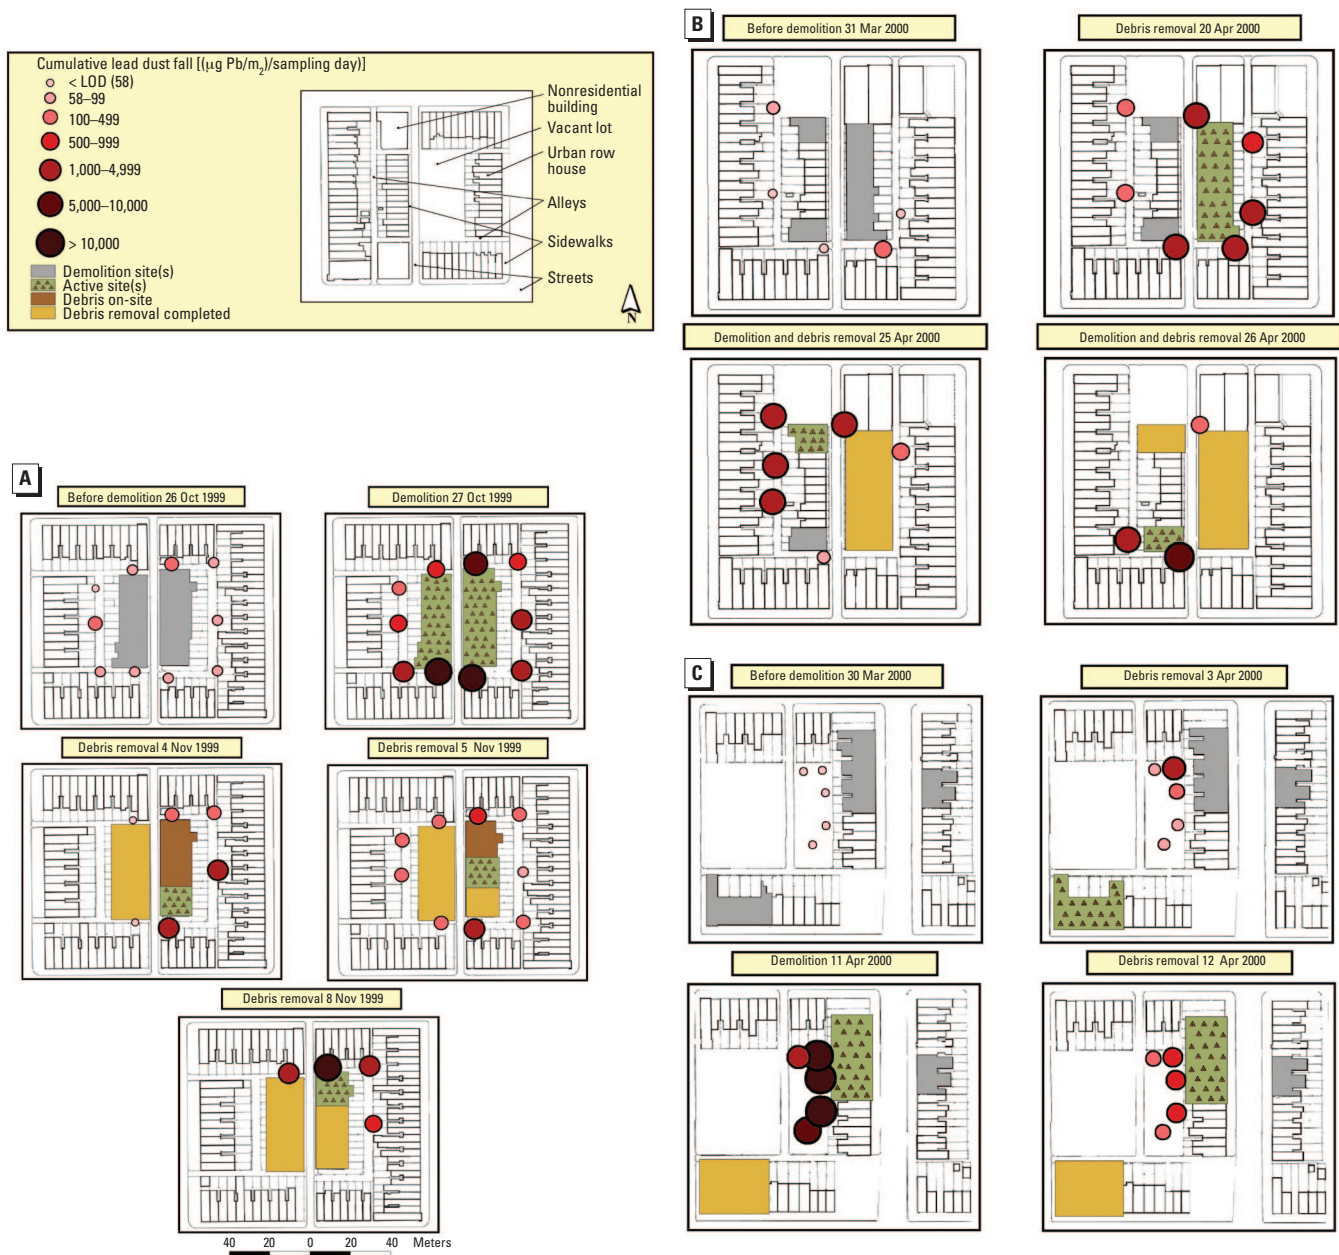 Cumulative lead dust fall [(µg Pb/m2)/sampling day)]
< LOD (58)
58–99
100–499
500–999
1,000–4,999
5,000–10,000
> 10,000
Demolition site(s)
Active site(s)
Debris on-site
Debris removal completed
Nonresidential
building
Vacant lot
Urban row
house
Alleys
Sidewalks
Streets
N
A
Before demolition 26 Oct 1999
Demolition 27 Oct 1999
Debris removal 4 Nov 1999
Debris removal 5 Nov 1999
Debris removal 8 Nov 1999
40 20 0 20 40 Meters
B
Before demolition 31 Mar 2000
Debris removal 20 Apr 2000
Demolition and debris removal 25 Apr 2000
Demolition and debris removal 26 Apr 2000
C
Before demolition 30 Mar 2000
Debris removal 3 Apr 2000
Demolition 11 Apr 2000
Debris removal 12 Apr 2000